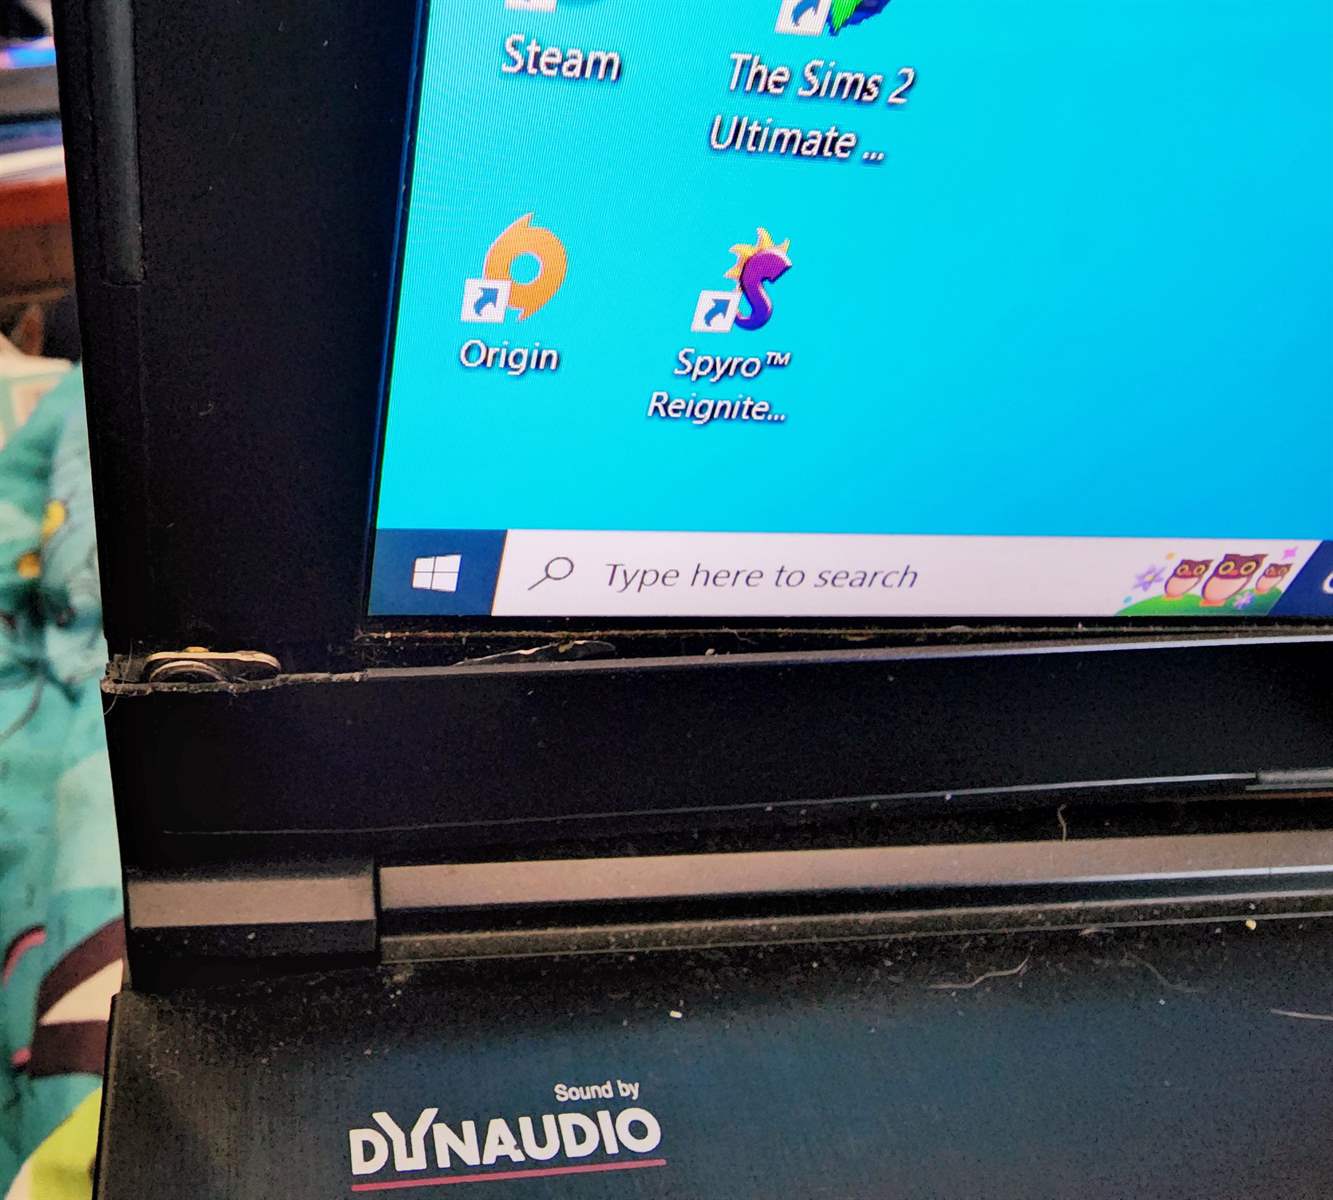 Steam
The Sims 2
Ultimate ...
Origin
Spyro™
Reignite...
Type here to search
Sound by
DYNAUDIO